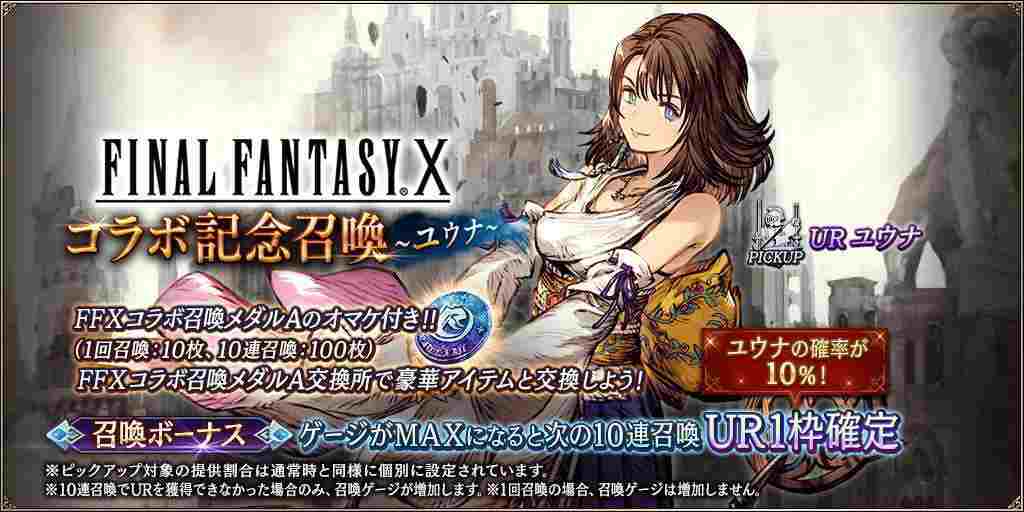 FINAL FANTASY® X
コラボ記念召喚 ~ユウナ~
PICKUP
UR ユウナ
FFXコラボ召喚メダルAのオマケ付き!!
(1回召喚:10枚、10連召喚:100枚)
FFXコラボ召喚メダルA交換所で豪華アイテムと交換しよう!
ユウナの確率が
10%!
召喚ボーナス ゲージがMAXになると次の10連召喚 UR1枠確定
※ピックアップ対象の提供割合は通常時と同様に個別に設定されています。
※10連召喚でURを獲得できなかった場合のみ、召喚ゲージが増加します。※1回召喚の場合、召喚ゲージは増加しません。